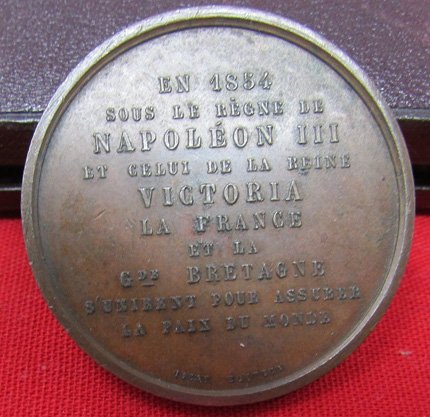 EN 1854
SOUS LE RÈGNE DE
NAPOLÉON III
ET CELUI DE LA REINE
VICTORIA
LA FRANCE
ET LA
GDE BRETAGNE
S'UNIRENT POUR ASSURER
LA PAIX DU MONDE